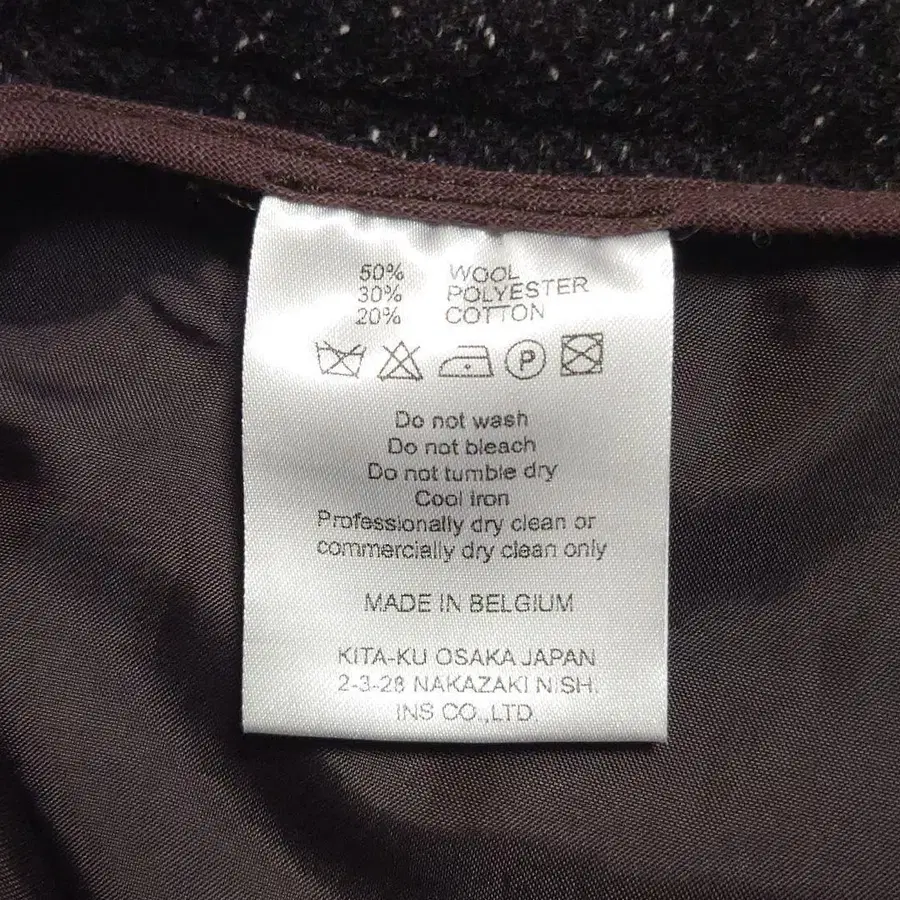 50% WOOL
30% POLYESTER
20% COTTON
P
Do not wash
Do not bleach
Do not tumble dry
Cool iron
Professionally dry clean or
commercially dry clean only
MADE IN BELGIUM
KITA-KU OSAKA JAPAN
2-3-28 NAKAZAKI NISH.
INS CO.,LTD.